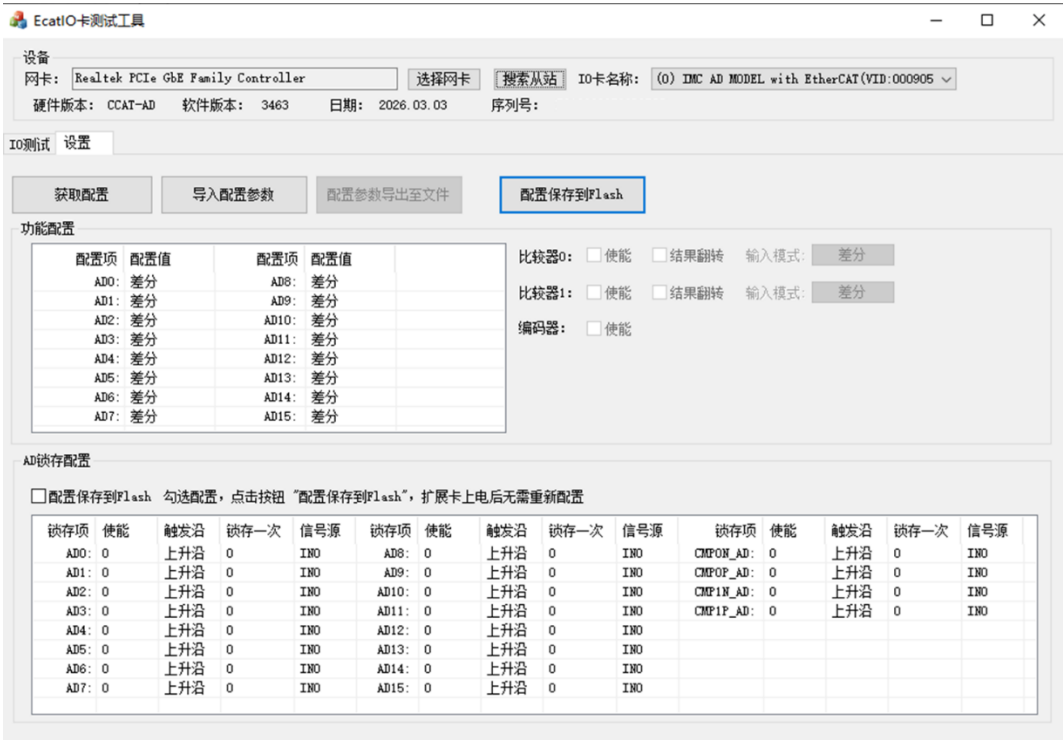 EcatIO卡测试工具
设备
网卡: Realtek PCIe GbE Family Controller 选择网卡 搜索从站 IO卡名称: (0) IMC AD MODEL with EtherCAT(VID:000905
硬件版本: CCAT-AD 软件版本: 3463 日期: 2026.03.03 序列号:
IO测试 设置
获取配置 导入配置参数 配置参数导出至文件 配置保存到Flash
功能配置
配置项 配置值 配置项 配置值
AD0: 差分 AD8: 差分
AD1: 差分 AD9: 差分
AD2: 差分 AD10: 差分
AD3: 差分 AD11: 差分
AD4: 差分 AD12: 差分
AD5: 差分 AD13: 差分
AD6: 差分 AD14: 差分
AD7: 差分 AD15: 差分
比较器0: 使能 结果翻转 输入模式: 差分
比较器1: 使能 结果翻转 输入模式: 差分
编码器: 使能
AD锁存配置
配置保存到Flash 勾选配置，点击按钮 "配置保存到Flash"，扩展卡上电后无需重新配置
锁存项 使能 触发沿 锁存一次 信号源 锁存项 使能 触发沿 锁存一次 信号源 锁存项 使能 触发沿 锁存一次 信号源
AD0: 0 上升沿 0 IN0 AD8: 0 上升沿 0 IN0 CMP0N_AD: 0 上升沿 0 IN0
AD1: 0 上升沿 0 IN0 AD9: 0 上升沿 0 IN0 CMP0P_AD: 0 上升沿 0 IN0
AD2: 0 上升沿 0 IN0 AD10: 0 上升沿 0 IN0 CMP1N_AD: 0 上升沿 0 IN0
AD3: 0 上升沿 0 IN0 AD11: 0 上升沿 0 IN0 CMP1P_AD: 0 上升沿 0 IN0
AD4: 0 上升沿 0 IN0 AD12: 0 上升沿 0 IN0
AD5: 0 上升沿 0 IN0 AD13: 0 上升沿 0 IN0
AD6: 0 上升沿 0 IN0 AD14: 0 上升沿 0 IN0
AD7: 0 上升沿 0 IN0 AD15: 0 上升沿 0 IN0